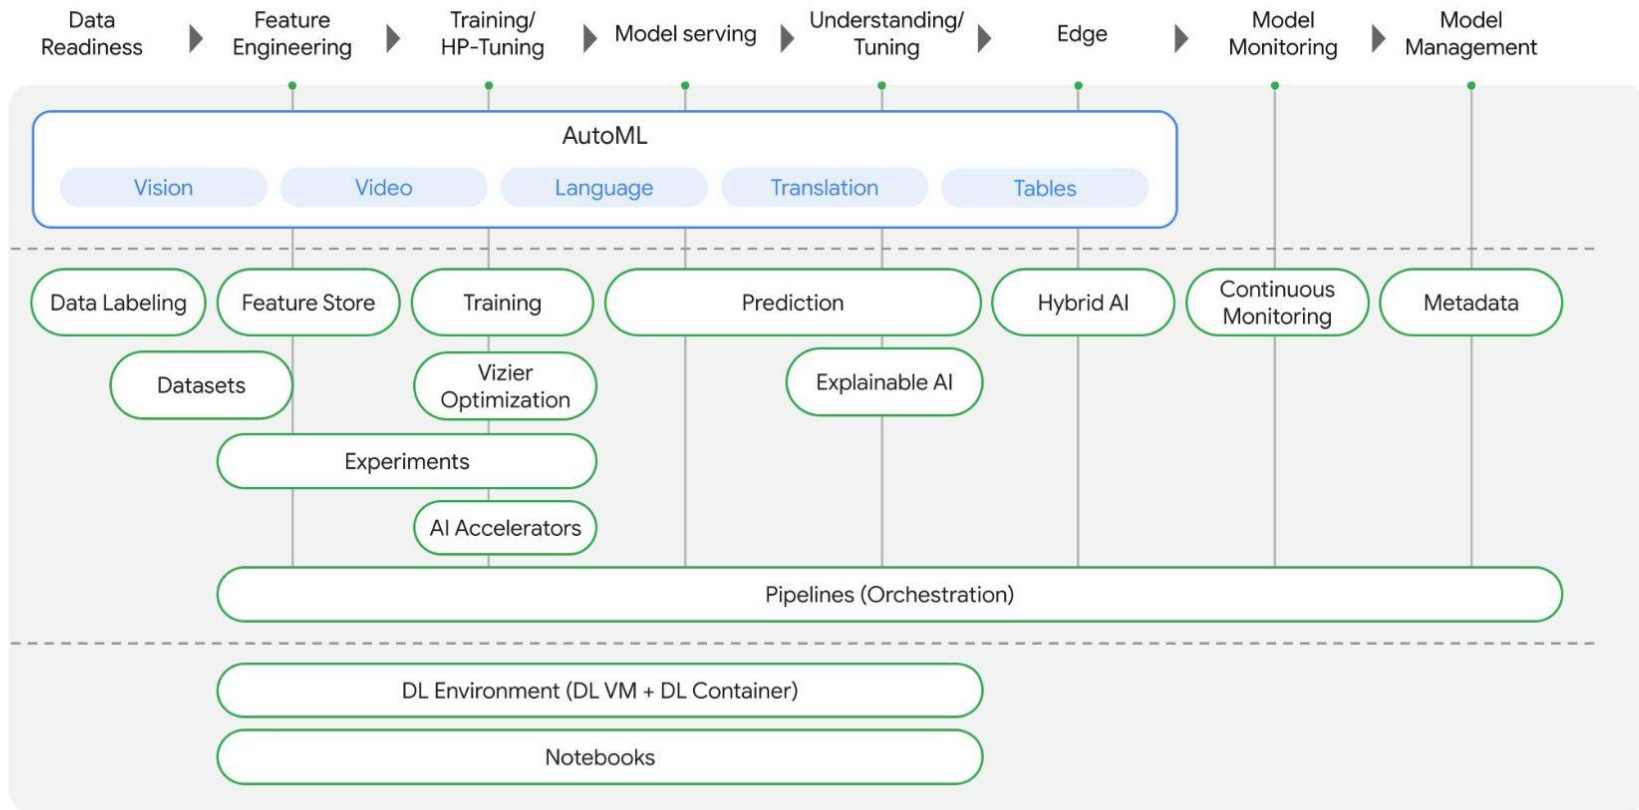 Data
Readiness
Feature
Engineering
Training/
HP-Tuning
Model serving
Understanding/
Tuning
Edge
Model
Monitoring
Model
Management
AutoML
Vision
Video
Language
Translation
Tables
Data Labeling
Feature Store
Training
Prediction
Hybrid AI
Continuous
Monitoring
Metadata
Datasets
Vizier
Optimization
Explainable AI
Experiments
AI Accelerators
Pipelines (Orchestration)
DL Environment (DL VM + DL Container)
Notebooks